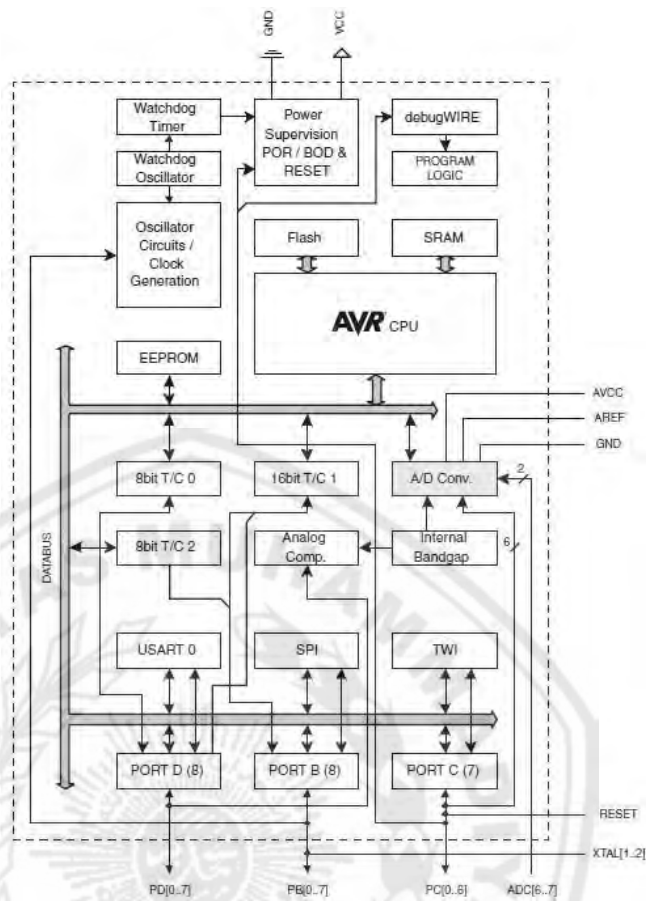 GND
VCC
Watchdog
Timer
Power
Supervision
POR / BOD &
RESET
debugWIRE
Watchdog
Oscillator
PROGRAM
LOGIC
Oscillator
Circuits /
Clock
Generation
Flash
SRAM
AVR CPU
EEPROM
AVCC
AREF
GND
8bit T/C 0
16bit T/C 1
A/D Conv.
2
DATABUS
8bit T/C 2
Analog
Comp.
Internal
Bandgap
6
USART 0
SPI
TWI
PORT D (8)
PORT B (8)
PORT C (7)
RESET
XTAL[1..2]
PD[0..7]
PB[0..7]
PC[0..6]
ADC[6..7]
AS MUHAMM